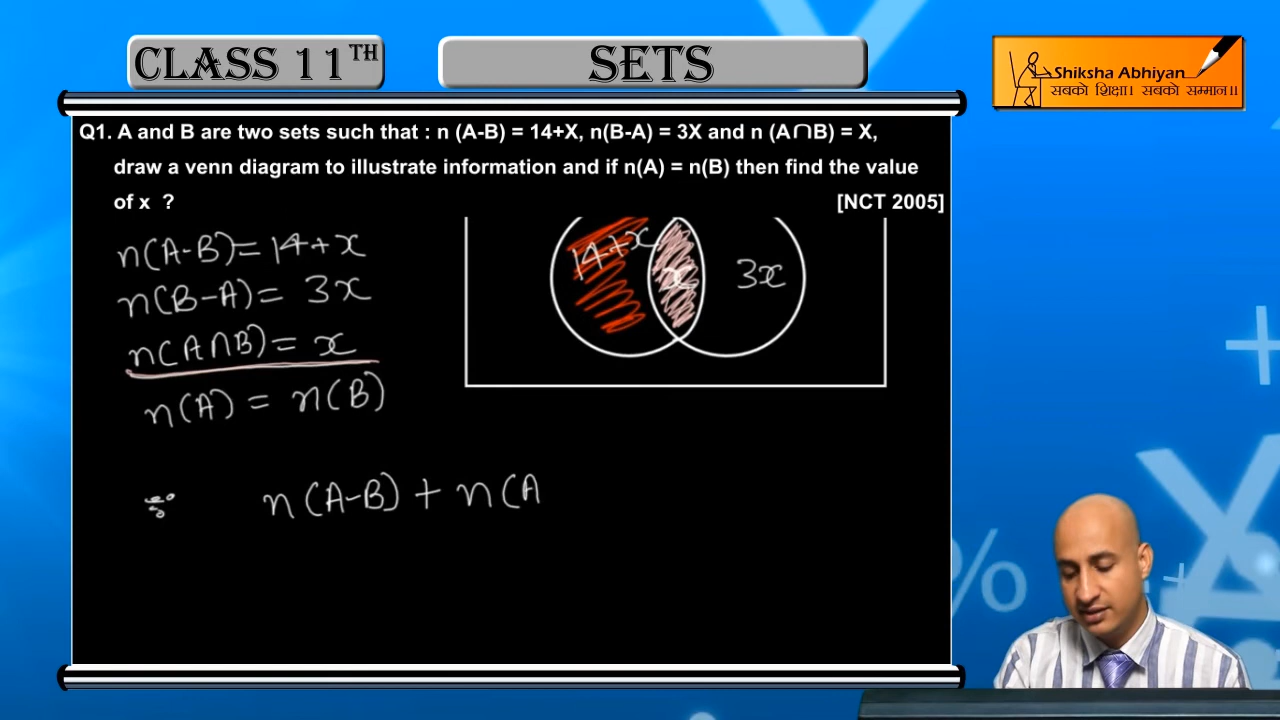 CLASS 11TH
SETS
Shiksha Abhiyan
सबको शिक्षा। सबको सम्मान।।
Q1. A and B are two sets such that : n (A-B) = 14+X, n(B-A) = 3X and n (A∩B) = X,
draw a venn diagram to illustrate information and if n(A) = n(B) then find the value
of x ?
[NCT 2005]
n(A-B)=14+x
n(B-A)= 3x
n(A∩B)= x
n(A) = n(B)
14+x
x
3x
n(A-B) + n(A